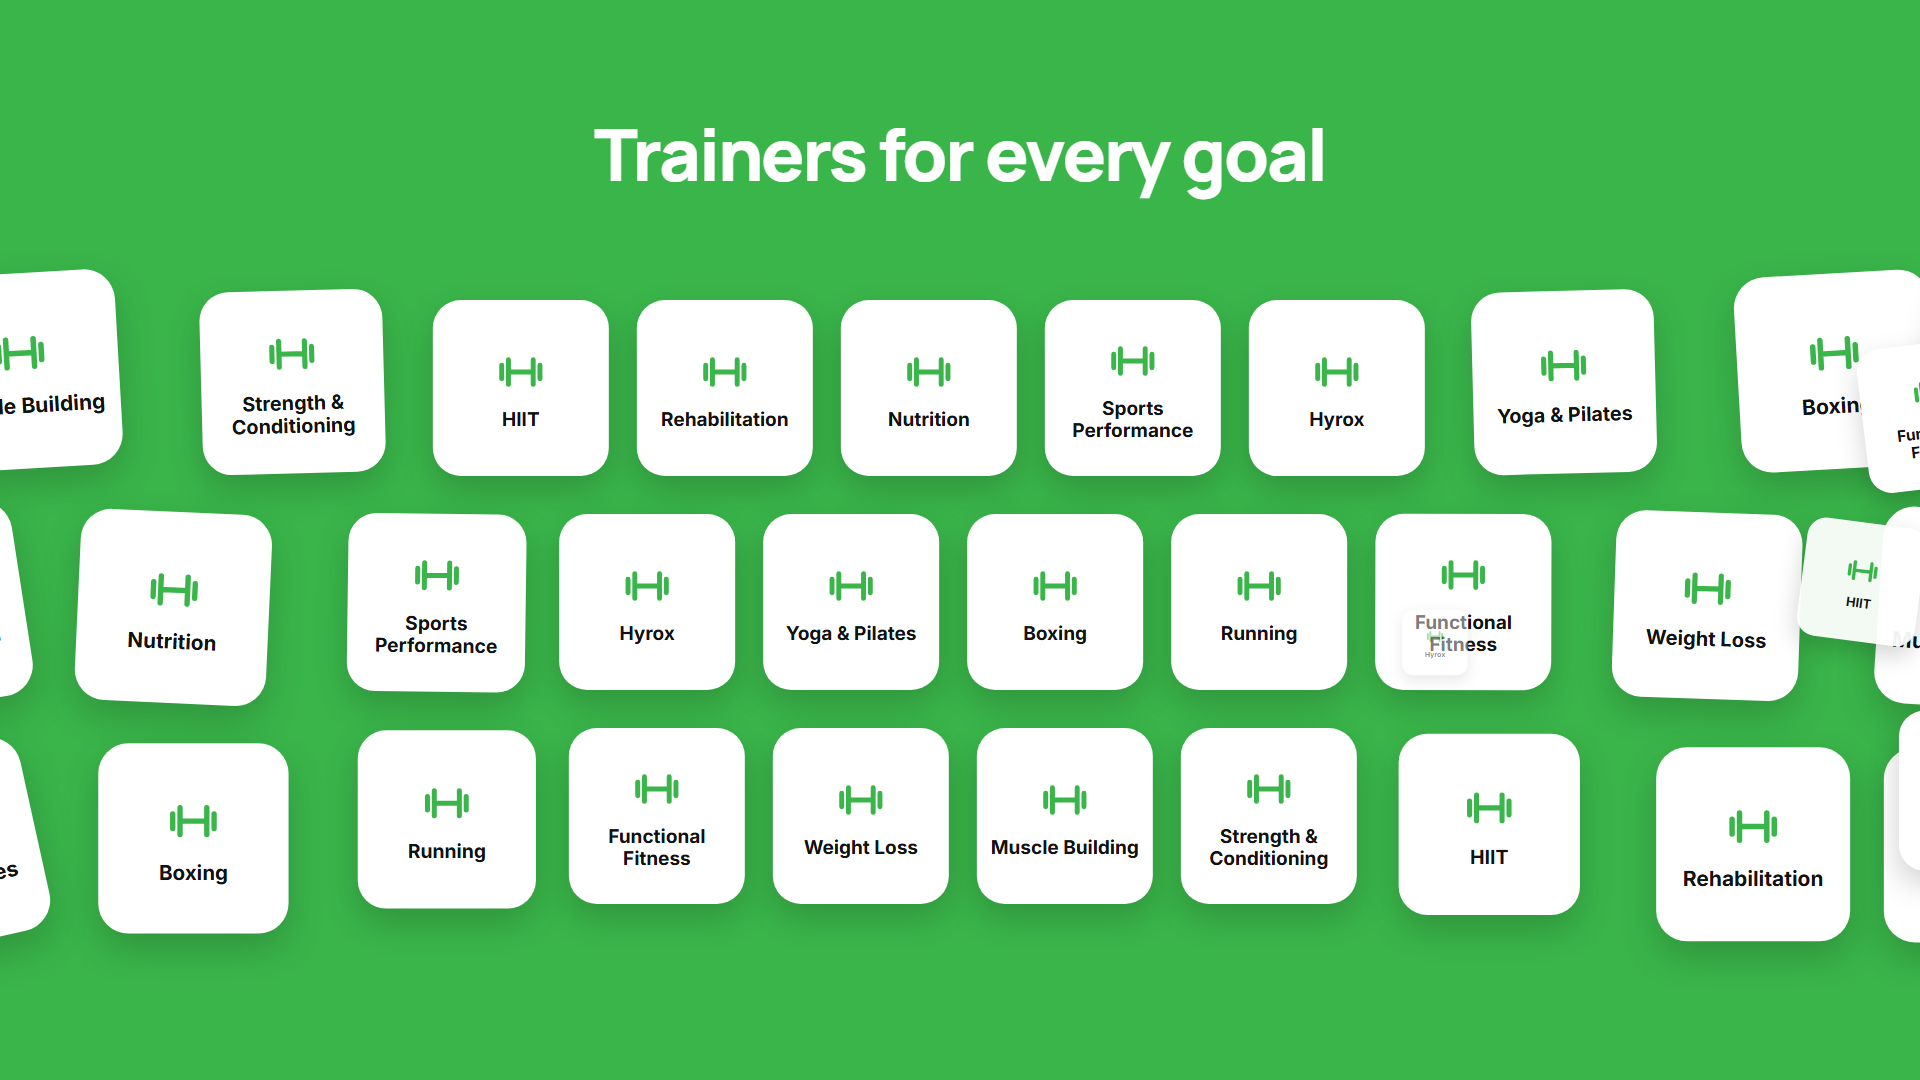 Trainers for every goal
le Building
Strength &
Conditioning
HIIT
Rehabilitation
Nutrition
Sports
Performance
Hyrox
Yoga & Pilates
Boxing
Nutrition
Sports
Performance
Hyrox
Yoga & Pilates
Boxing
Running
Functional
Fitness
Hyrox
Weight Loss
HIIT
Boxing
Running
Functional
Fitness
Weight Loss
Muscle Building
Strength &
Conditioning
HIIT
Rehabilitation